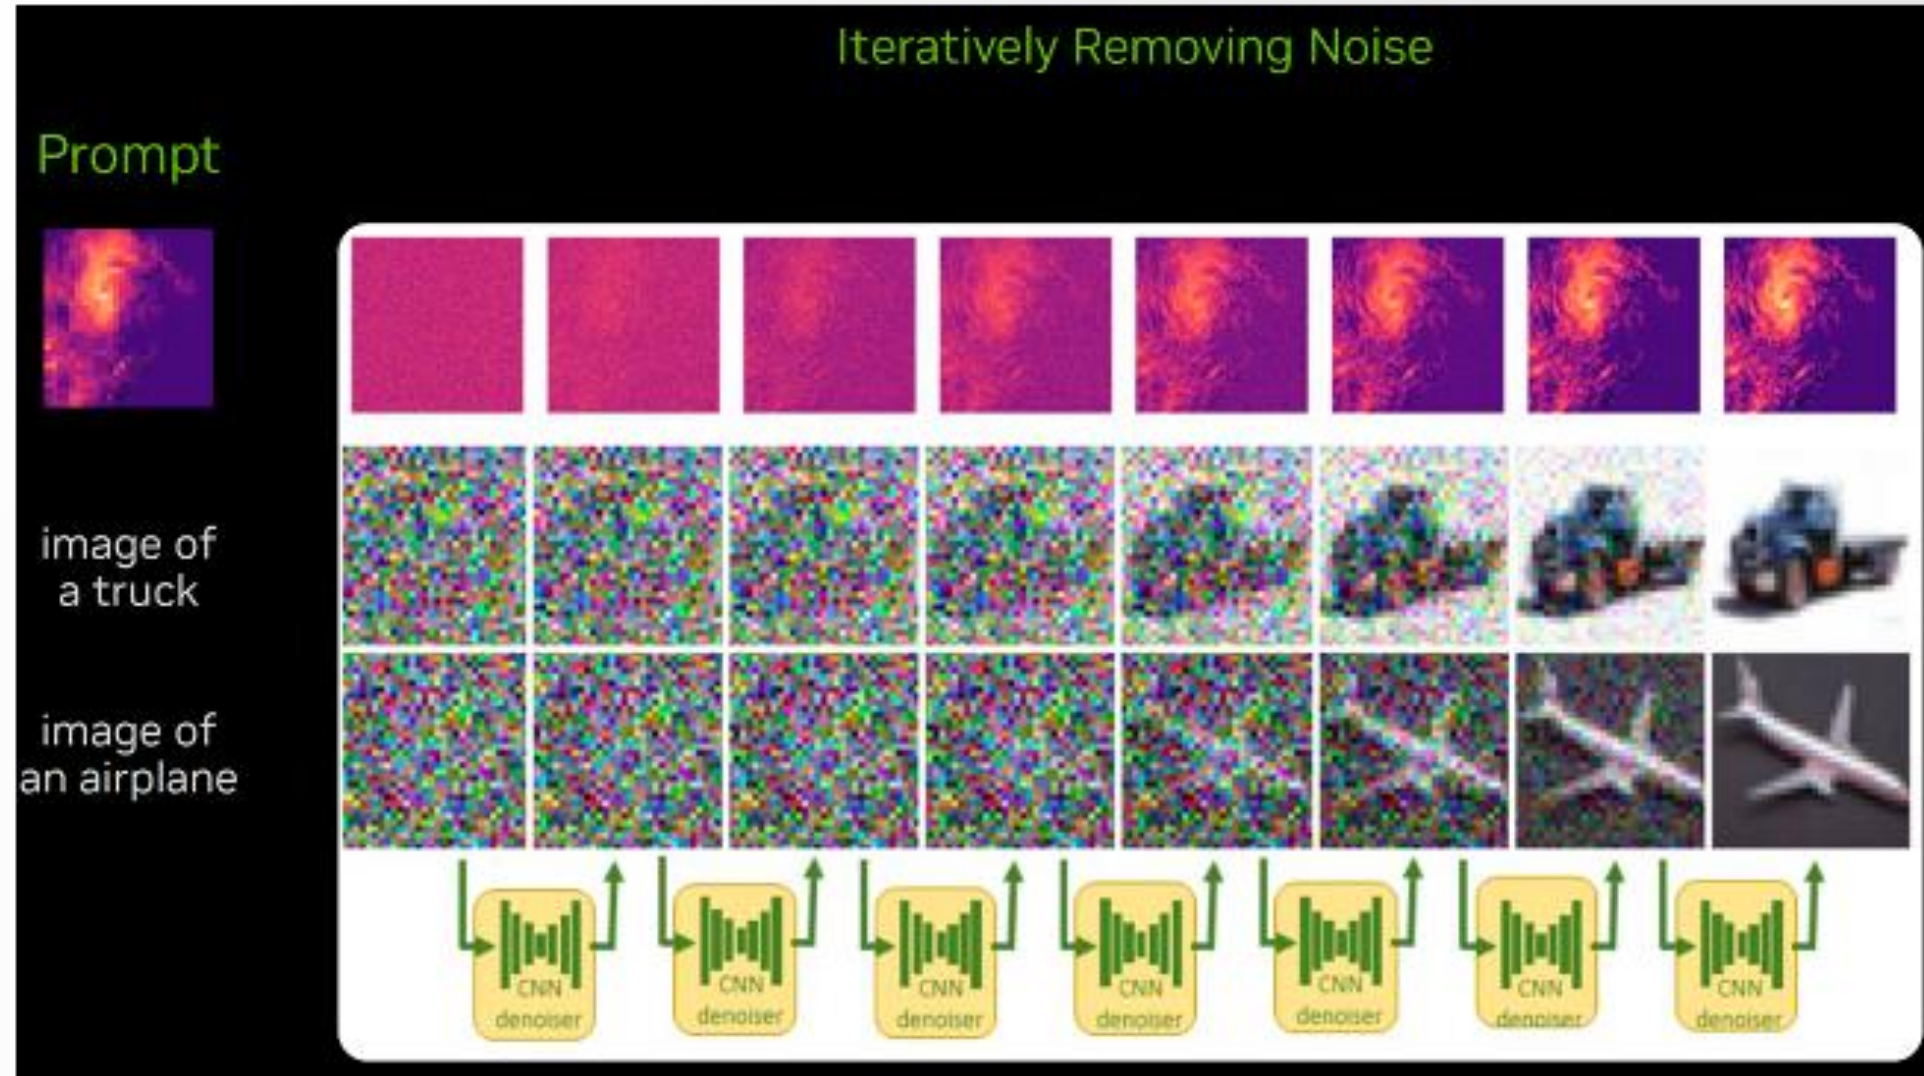 Iteratively Removing Noise
Prompt
image of
a truck
image of
an airplane
CNN
denoiser
CNN
denoiser
CNN
denoiser
CNN
denoiser
CNN
denoiser
CNN
denoiser
CNN
denoiser